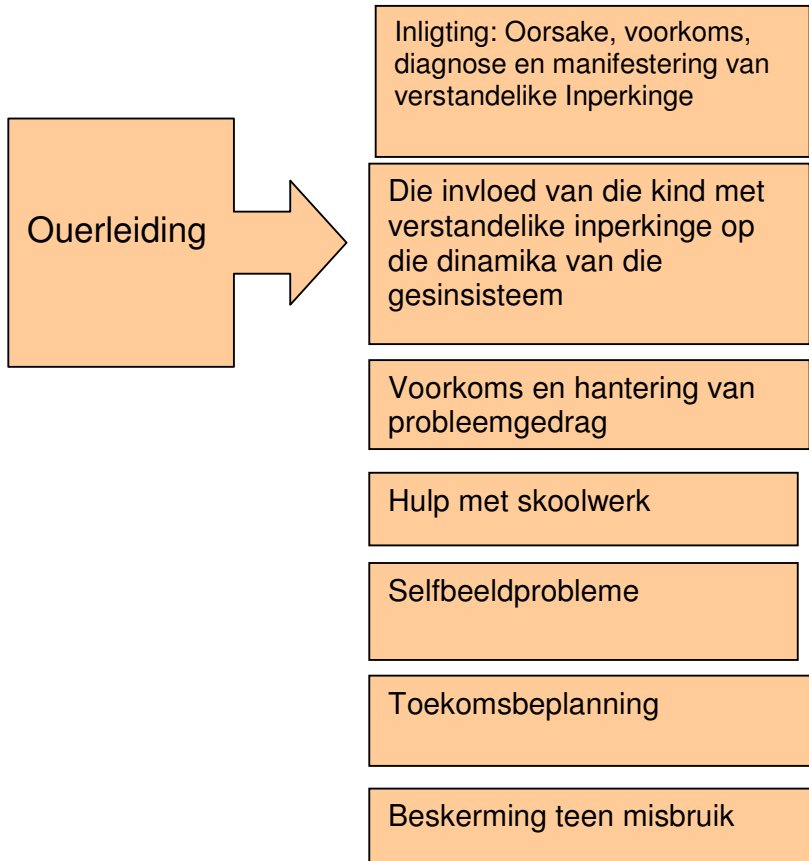 Ouerleiding
Inligting: Oorsake, voorkoms,
diagnose en manifestering van
verstandelike Inperkinge
Die invloed van die kind met
verstandelike inperkinge op
die dinamika van die
gesinsisteem
Voorkoms en hantering van
probleemgedrag
Hulp met skoolwerk
Selfbeeldprobleme
Toekomsbeplanning
Beskerming teen misbruik